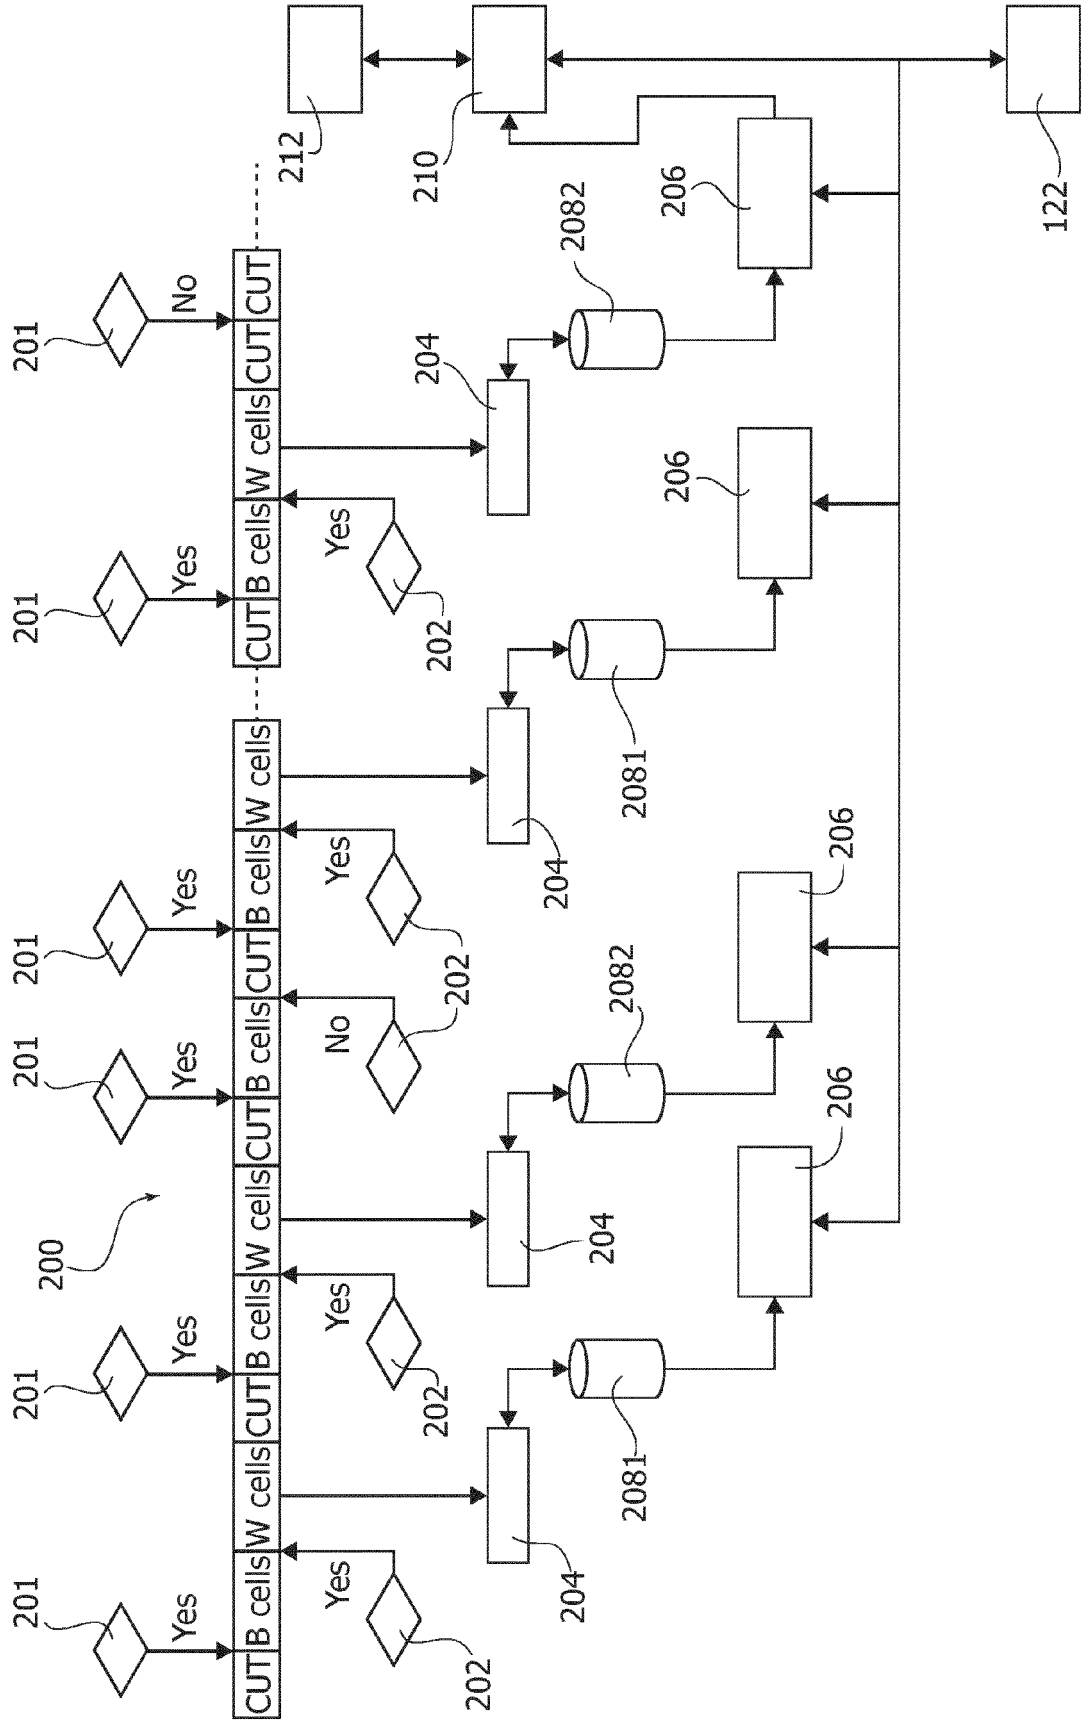 201 201 201 201 201 201
200
Yes Yes Yes Yes Yes No
CUT B cells W cells CUT B cells W cells CUT B cells CUT B cells W cells CUT B cells W cells CUT CUT
212
Yes Yes No Yes Yes
202 202 202 202 204 210
204 204 204 2082
2081 2082 2081 206 206
206 206
122